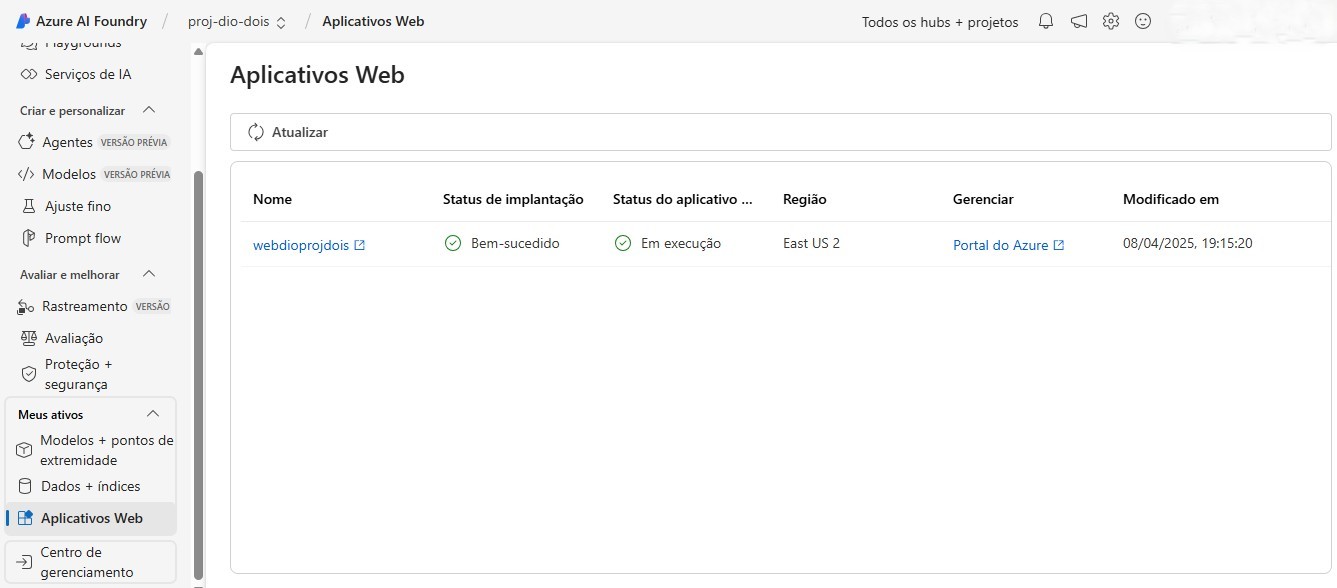 Azure AI Foundry / proj-dio-dois / Aplicativos Web
Todos os hubs + projetos
Playgrounds
Serviços de IA
Criar e personalizar
Agentes VERSÃO PRÉVIA
Modelos VERSÃO PRÉVIA
Ajuste fino
Prompt flow
Avaliar e melhorar
Rastreamento VERSÃO
Avaliação
Proteção +
segurança
Meus ativos
Modelos + pontos de
extremidade
Dados + índices
Aplicativos Web
Centro de
gerenciamento
Aplicativos Web
Atualizar
Nome Status de implantação Status do aplicativo ... Região Gerenciar Modificado em
webdioprojdois Bem-sucedido Em execução East US 2 Portal do Azure 08/04/2025, 19:15:20